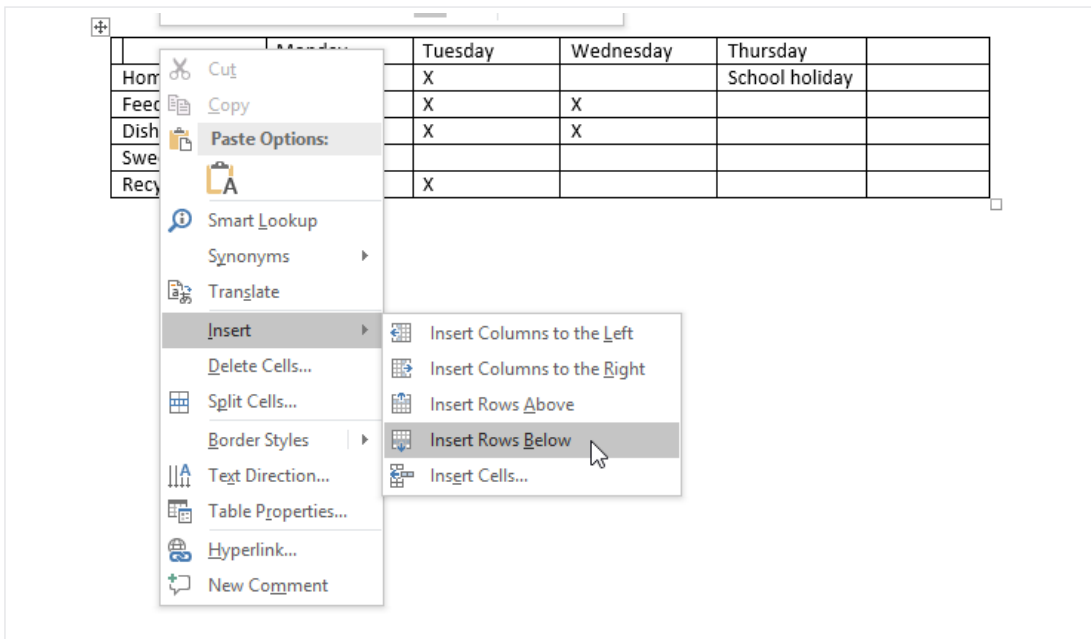 Monday Tuesday Wednesday Thursday
Hom X School holiday
Feed X X
Dish X X
Swe
Recy X
Cut
Copy
Paste Options:
A
Smart Lookup
Synonyms
Translate
Insert
Delete Cells...
Split Cells...
Border Styles
Text Direction...
Table Properties...
Hyperlink...
New Comment
Insert Columns to the Left
Insert Columns to the Right
Insert Rows Above
Insert Rows Below
Insert Cells...